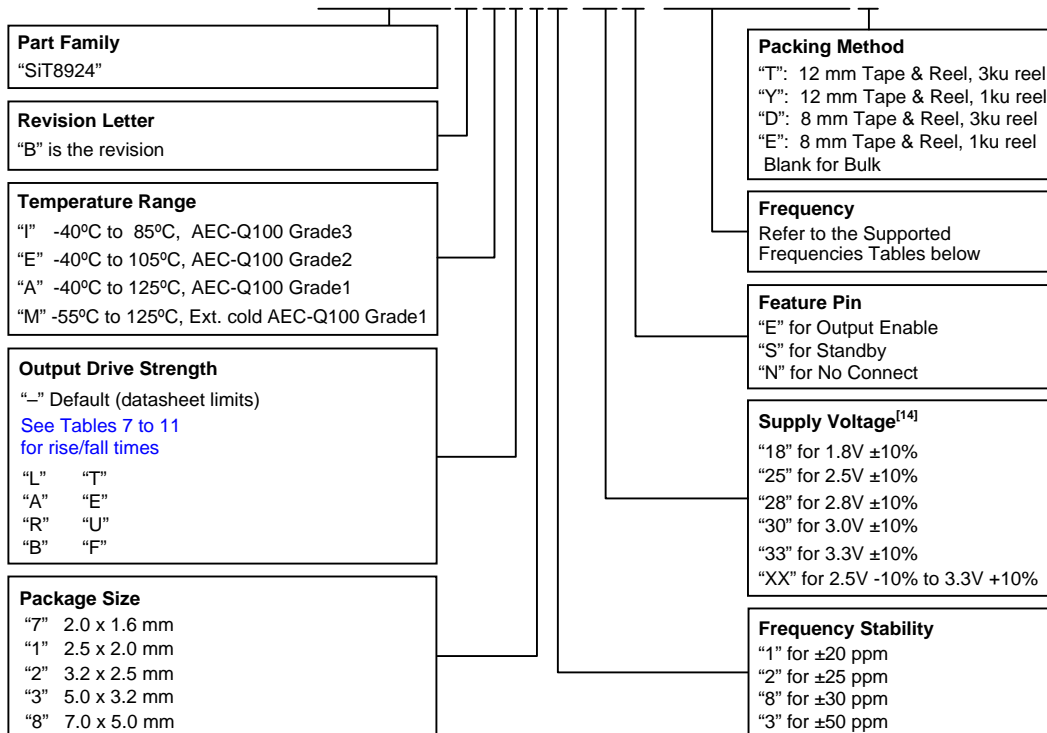 Part Family
“SiT8924”
Revision Letter
“B” is the revision
Temperature Range
“I” -40ºC to 85ºC, AEC-Q100 Grade3
“E” -40ºC to 105ºC, AEC-Q100 Grade2
“A” -40ºC to 125ºC, AEC-Q100 Grade1
“M” -55ºC to 125ºC, Ext. cold AEC-Q100 Grade1
Output Drive Strength
“–” Default (datasheet limits)
See Tables 7 to 11
for rise/fall times
“L” “T”
“A” “E”
“R” “U”
“B” “F”
Package Size
“7” 2.0 x 1.6 mm
“1” 2.5 x 2.0 mm
“2” 3.2 x 2.5 mm
“3” 5.0 x 3.2 mm
“8” 7.0 x 5.0 mm
Packing Method
“T”: 12 mm Tape & Reel, 3ku reel
“Y”: 12 mm Tape & Reel, 1ku reel
“D”: 8 mm Tape & Reel, 3ku reel
“E”: 8 mm Tape & Reel, 1ku reel
Blank for Bulk
Frequency
Refer to the Supported
Frequencies Tables below
Feature Pin
“E” for Output Enable
“S” for Standby
“N” for No Connect
Supply Voltage[14]
“18” for 1.8V ±10%
“25” for 2.5V ±10%
“28” for 2.8V ±10%
“30” for 3.0V ±10%
“33” for 3.3V ±10%
“XX” for 2.5V -10% to 3.3V +10%
Frequency Stability
“1” for ±20 ppm
“2” for ±25 ppm
“8” for ±30 ppm
“3” for ±50 ppm